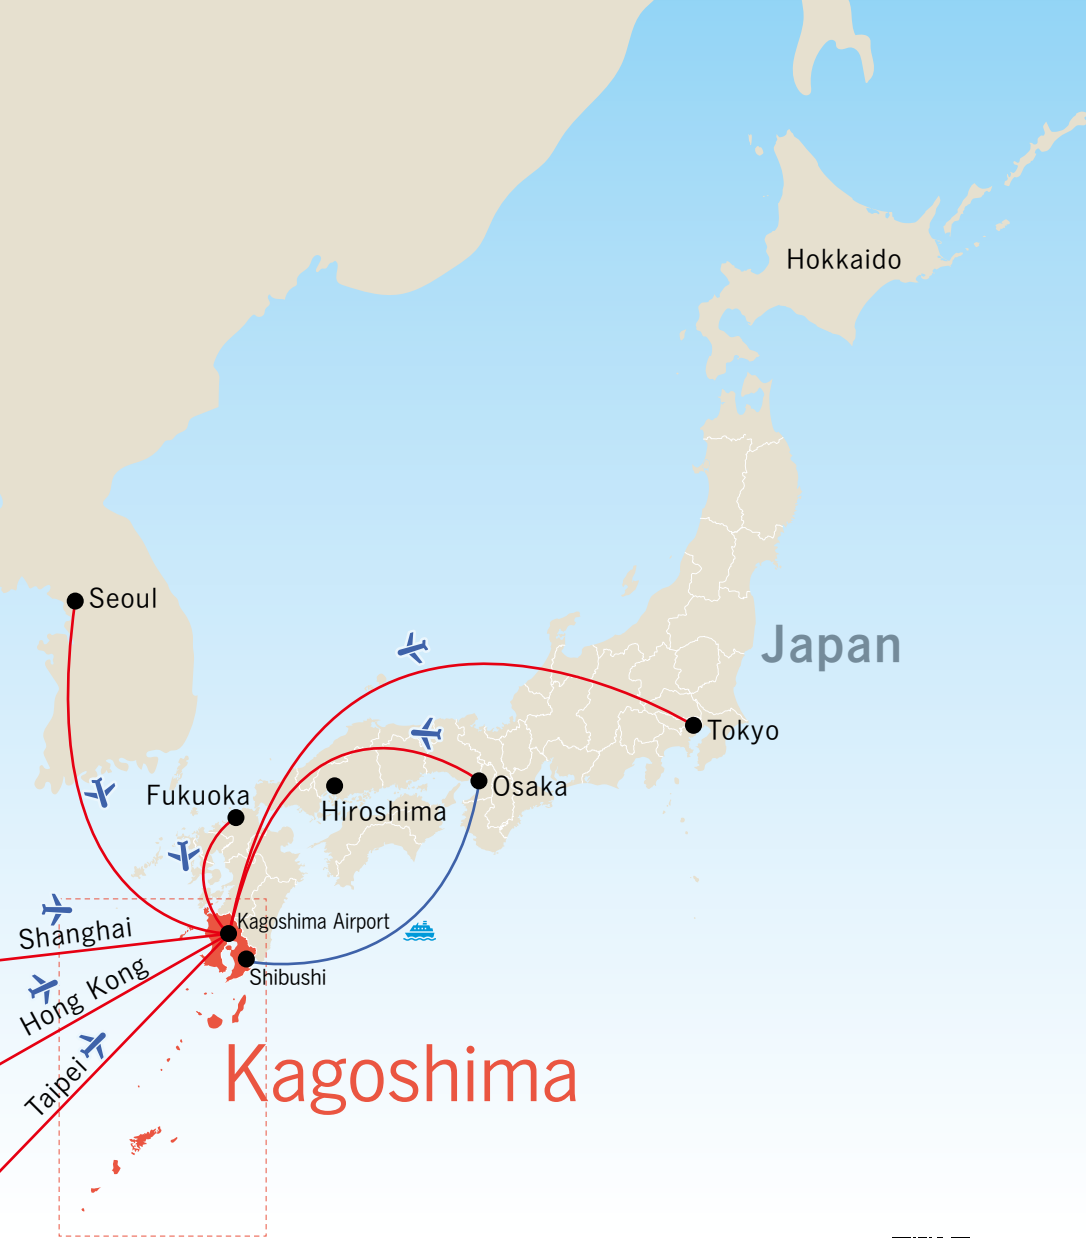 Hokkaido
Seoul
Japan
Tokyo
Osaka
Fukuoka
Hiroshima
Kagoshima Airport
Shanghai
Shibushi
Hong Kong
Taipei
Kagoshima